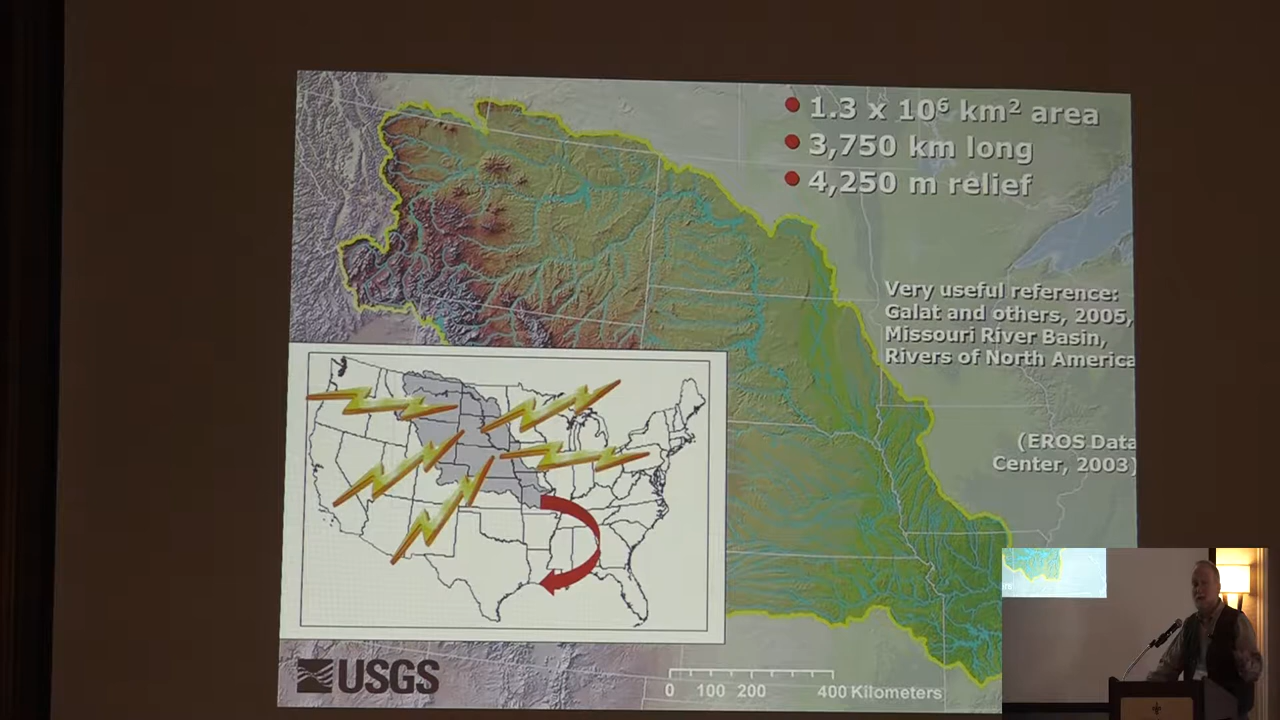 1.3 x 10⁶ km² area
3,750 km long
4,250 m relief
Very useful reference:
Galat and others, 2005,
Missouri River Basin,
Rivers of North America
(EROS Data
Center, 2003)
USGS
0 100 200 400 Kilometers